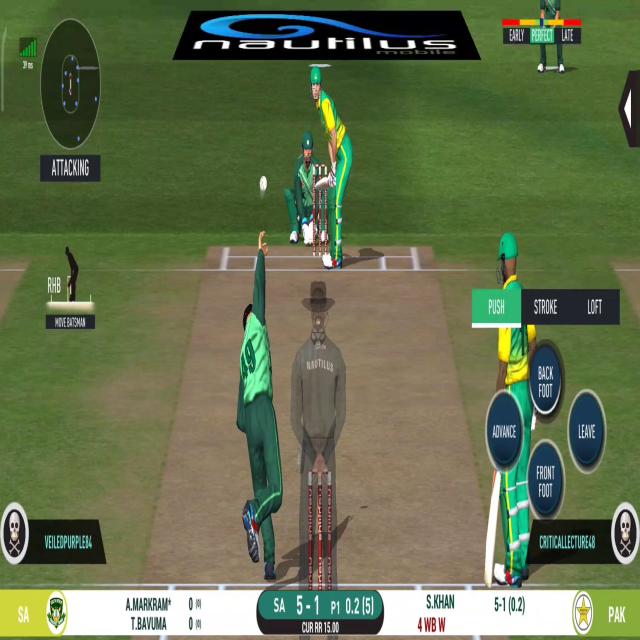 nautilus
mobile
EARLY PERFECT LATE
39 ms
ATTACKING
RHB
MOVE BATSMAN
PUSH STROKE LOFT
NAUTILUS
BACK
FOOT
ADVANCE
LEAVE
FRONT
FOOT
VEILEDPURPLE84
CRITICALLECTURE48
SA
A.MARKRAM* 0 (0)
T.BAVUMA 0 (0)
SA 5-1 P1 0.2 (5)
CUR RR 15.00
S.KHAN 5-1 (0.2)
4 WB W
PAK